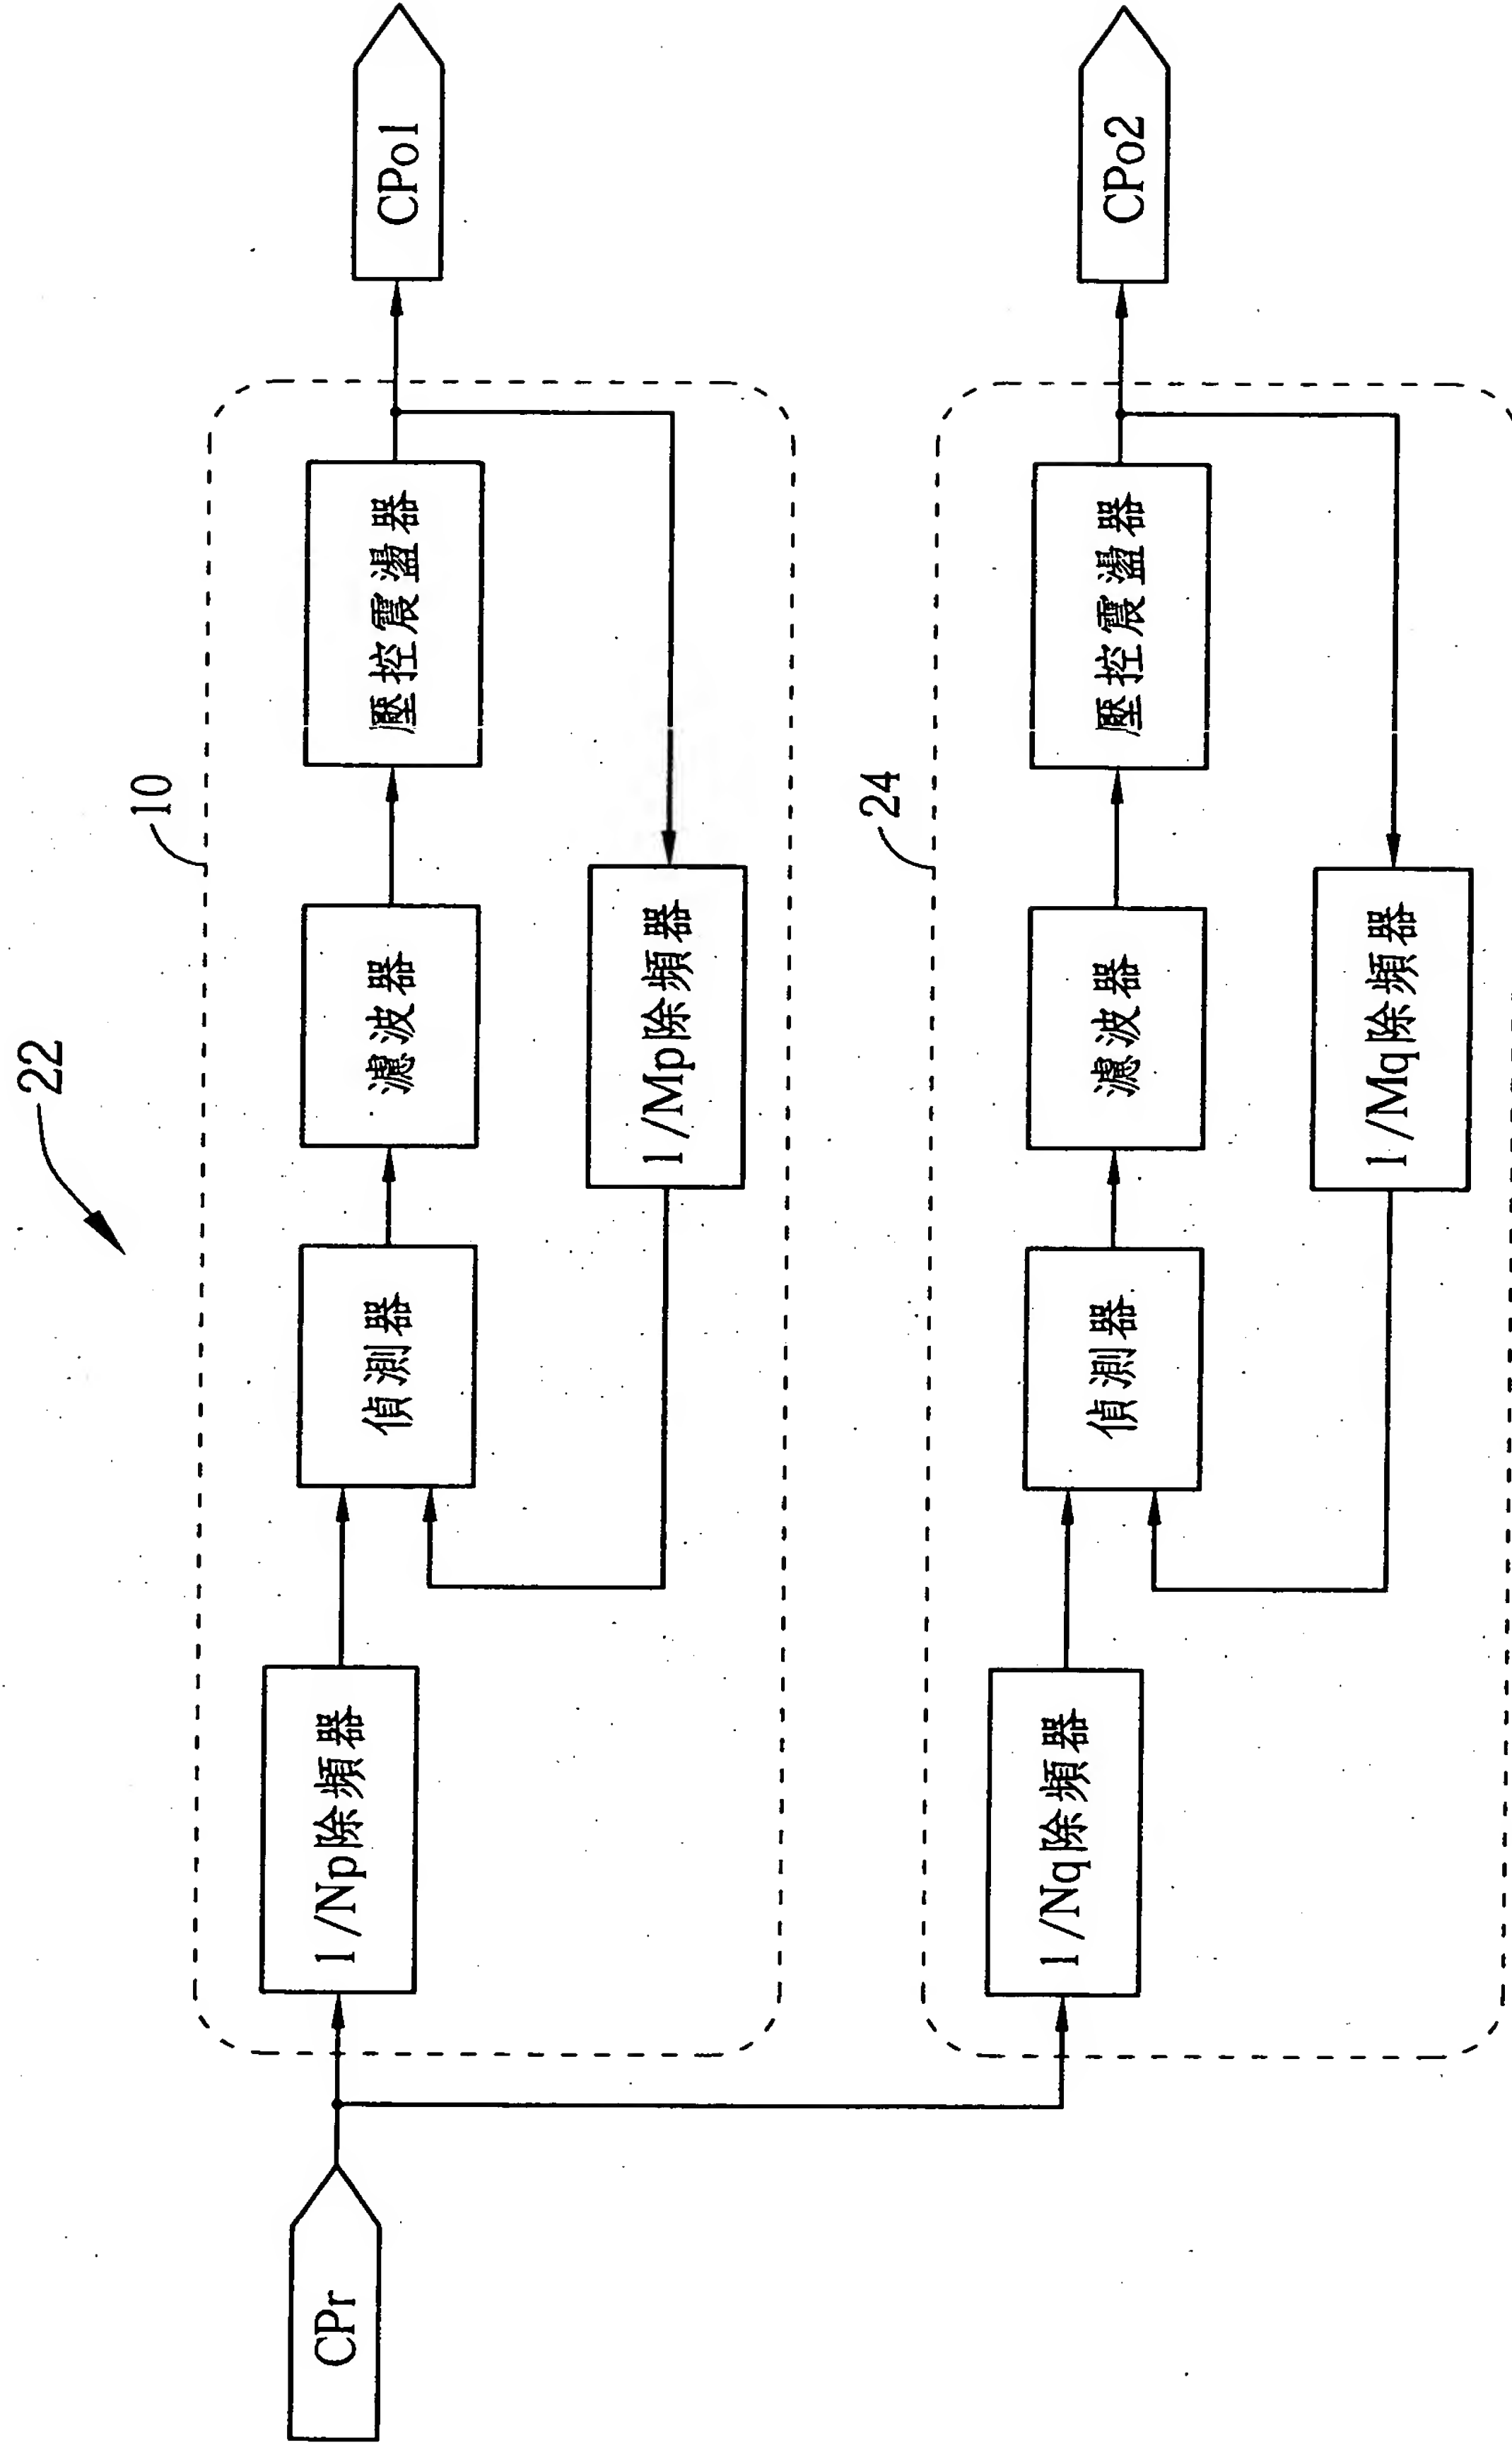 22
10
CPr
1/Np除頻器
偵測器
濾波器
壓控震盪器
CPo1
1/Mp除頻器
24
1/Nq除頻器
偵測器
濾波器
壓控震盪器
CPo2
1/Mq除頻器